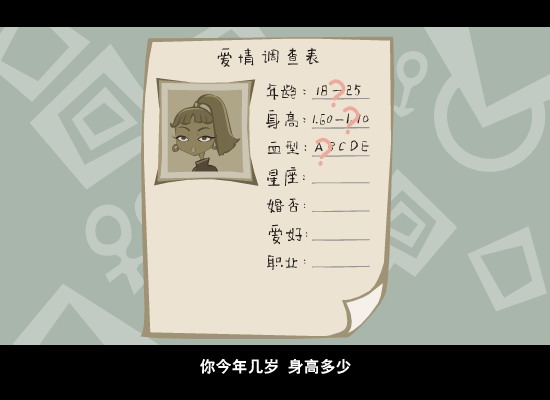 爱情调查表
年龄：18-25
身高：1.60-1.70
血型：ABCDE
星座：
婚否：
爱好：
职业：
你今年几岁 身高多少